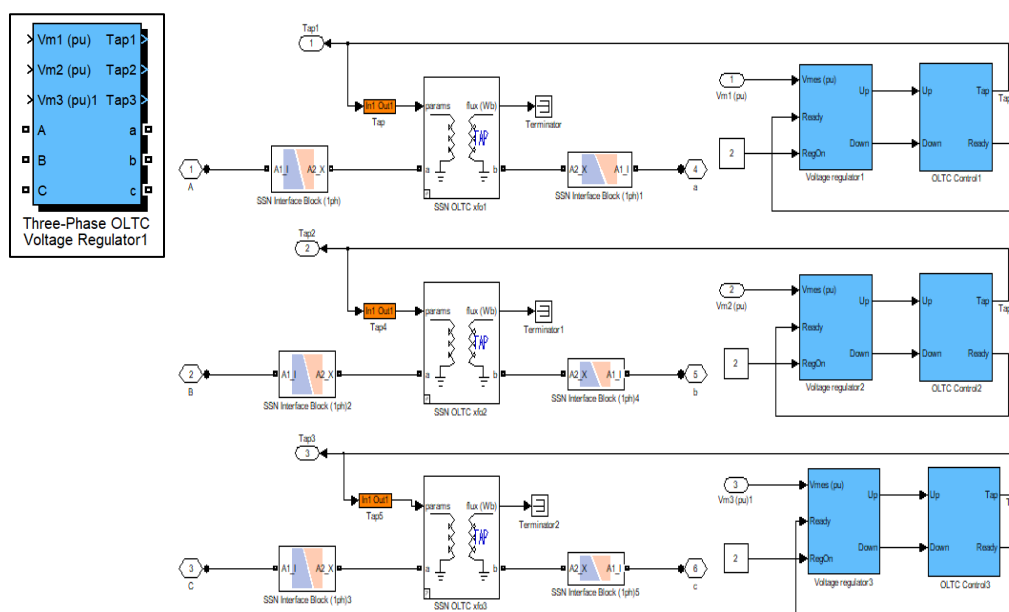 Vm1 (pu) Tap1
Vm2 (pu) Tap2
Vm3 (pu)1 Tap3
A a
B b
C c
Three-Phase OLTC
Voltage Regulator1
Tap1
1
In1 Out1
Tap
params flux (Wb)
TAP
a b
SSN OLTC xfo1
Terminator
1
A
A1_I A2_X
SSN Interface Block (1ph)
A2_X A1_I
SSN Interface Block (1ph)1
4
a
1
Vm1 (pu)
2
Vmes (pu)
Up
Ready
Down
RegOn
Voltage regulator1
Up Tap
Down Ready
OLTC Control1
Tap
Tap2
2
In1 Out1
Tap4
params flux (Wb)
TAP
a b
SSN OLTC xfo2
Terminator1
2
B
A1_I A2_X
SSN Interface Block (1ph)2
A2_X A1_I
SSN Interface Block (1ph)4
5
b
2
Vm2 (pu)
2
Vmes (pu)
Up
Ready
Down
RegOn
Voltage regulator2
Up Tap
Down Ready
OLTC Control2
Tap
Tap3
3
In1 Out1
Tap5
params flux (Wb)
TAP
a b
SSN OLTC xfo3
Terminator2
3
C
A1_I A2_X
SSN Interface Block (1ph)3
A2_X A1_I
SSN Interface Block (1ph)5
6
c
3
Vm3 (pu)1
2
Vmes (pu)
Up
Ready
Down
RegOn
Voltage regulator3
Up Tap
Down Ready
OLTC Control3